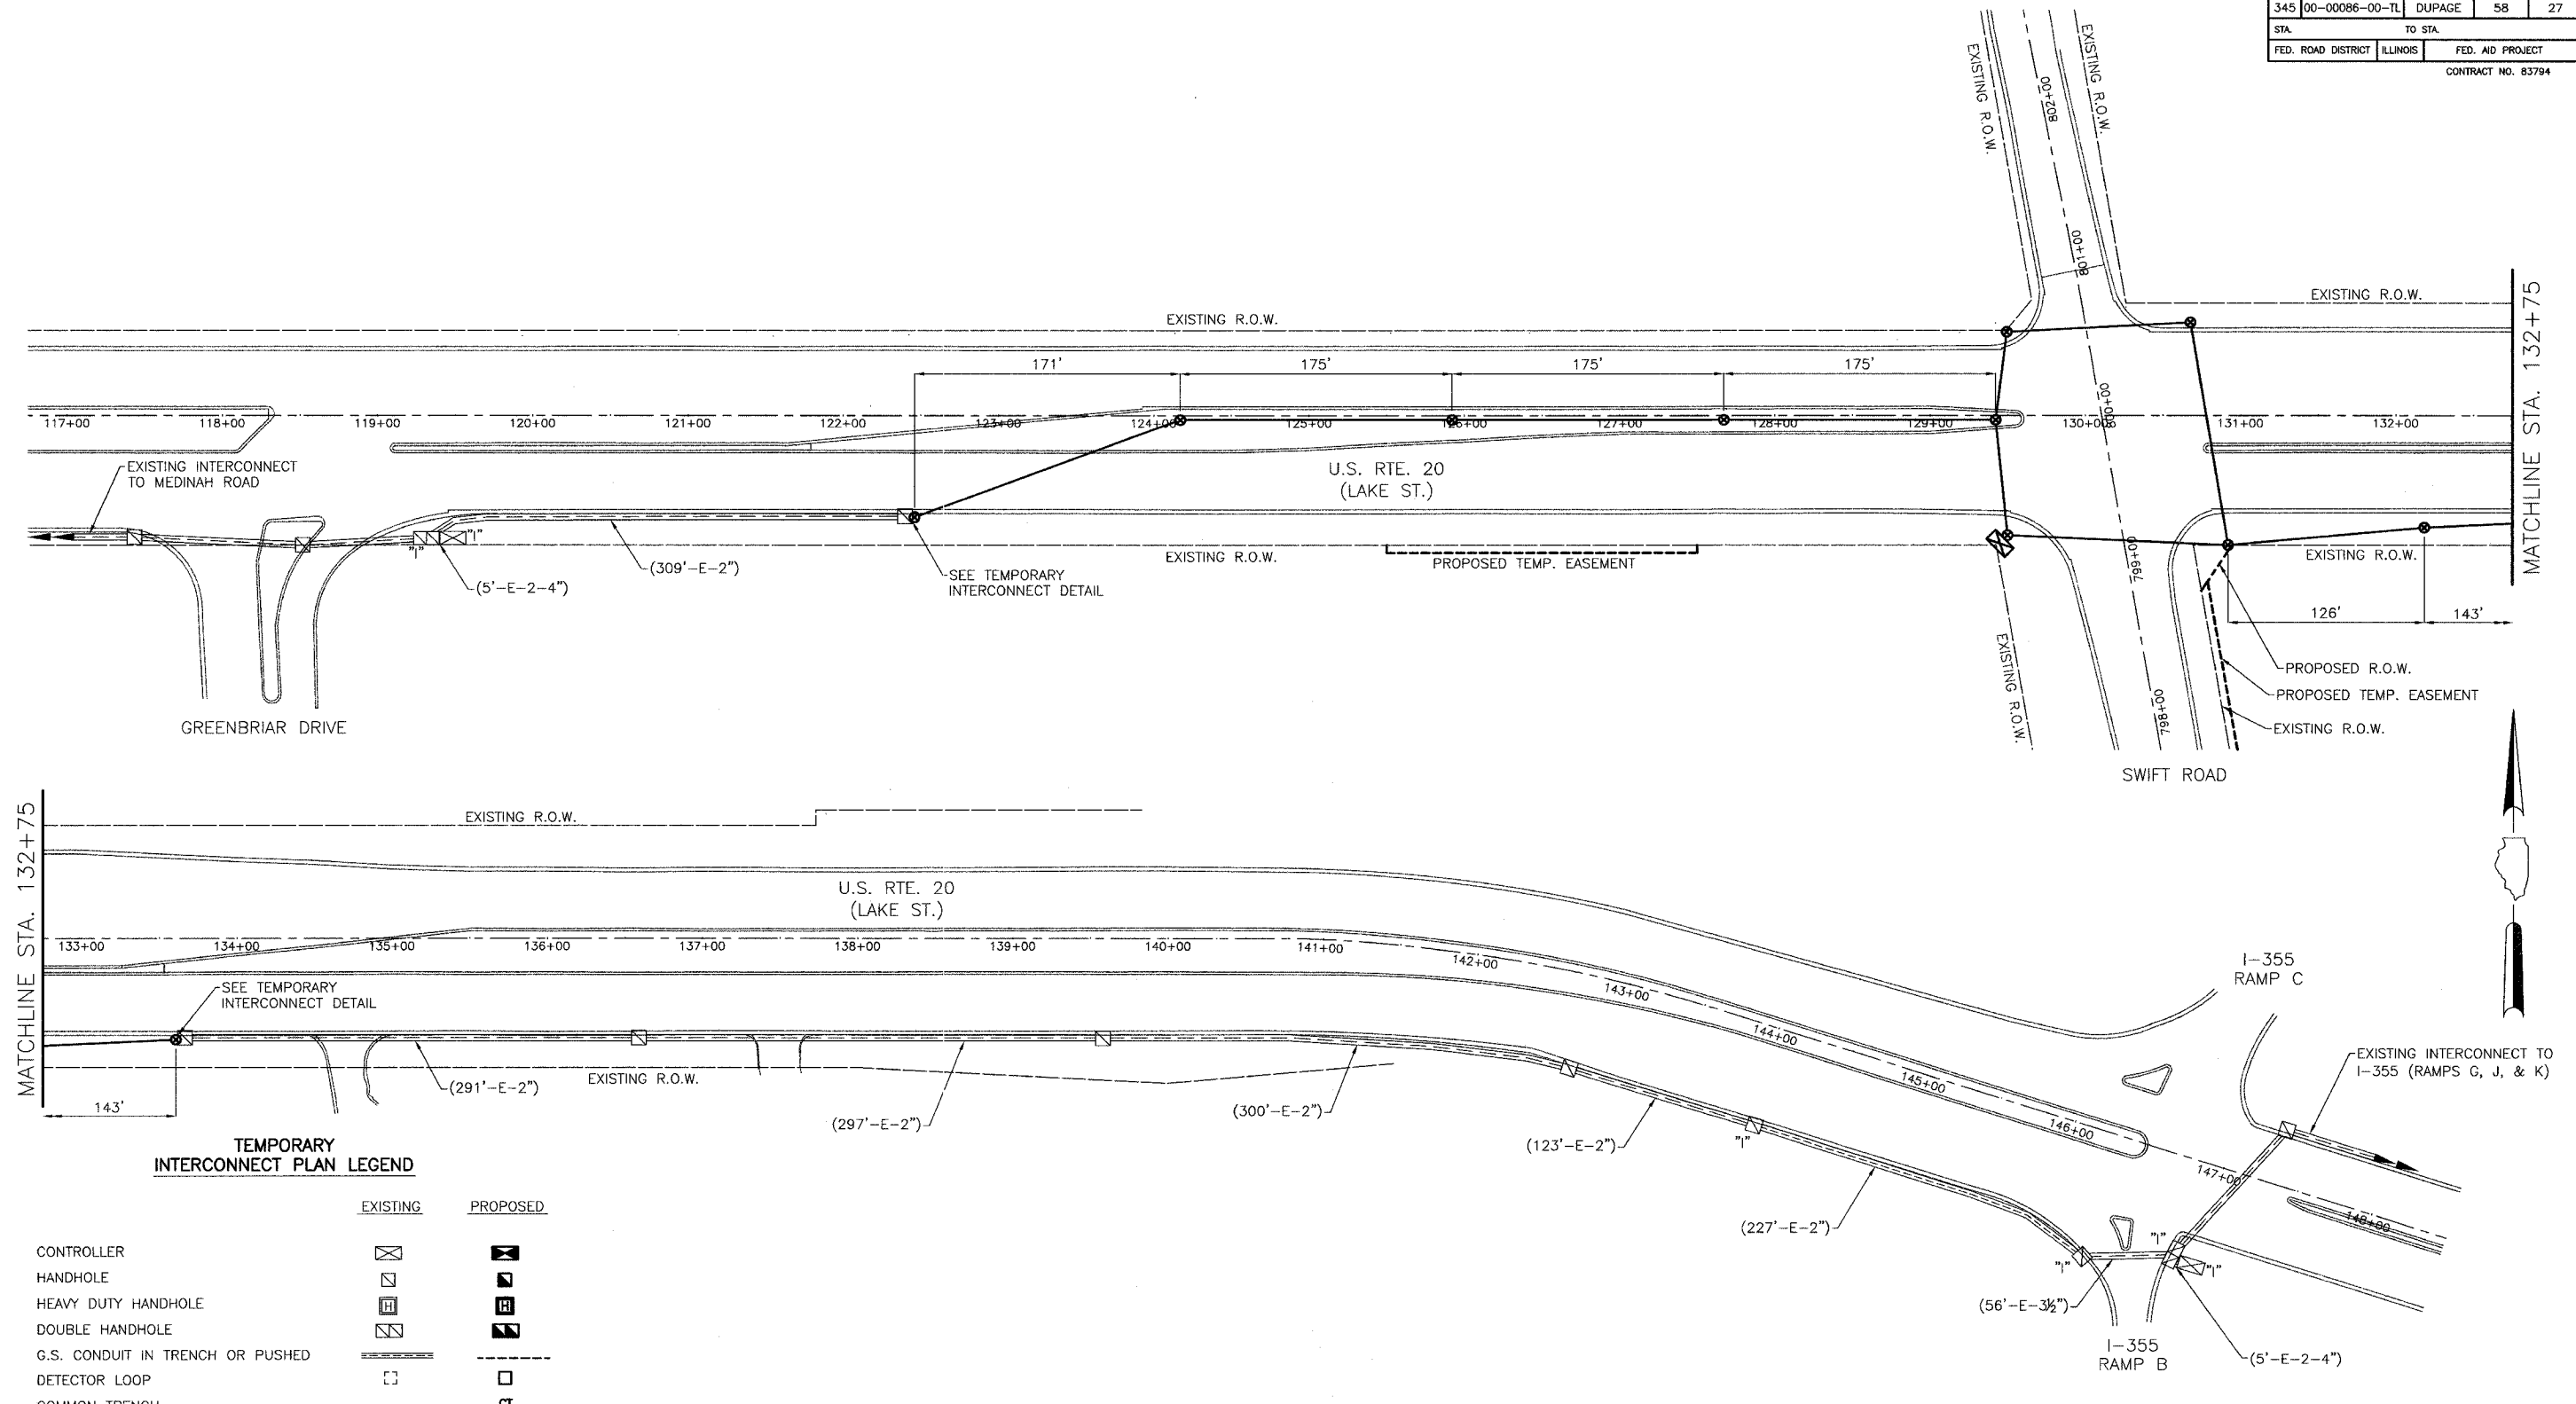 345 00-00086-00-TL DUPAGE 58 27
STA. TO STA.
FED. ROAD DISTRICT ILLINOIS FED. AID PROJECT
CONTRACT NO. 83794
EXISTING R.O.W.
EXISTING R.O.W.
802+00
801+00
800+00
799+00
798+00
EXISTING R.O.W.
EXISTING R.O.W.
MATCHLINE STA. 132+75
171' 175' 175' 175'
117+00 118+00 119+00 120+00 121+00 122+00 123+00 124+00 125+00 126+00 127+00 128+00 129+00 130+00 131+00 132+00
EXISTING INTERCONNECT
TO MEDINAH ROAD
U.S. RTE. 20
(LAKE ST.)
"I"
"I"
(5'-E-2-4")
(309'-E-2")
SEE TEMPORARY
INTERCONNECT DETAIL
EXISTING R.O.W.
PROPOSED TEMP. EASEMENT
EXISTING R.O.W.
EXISTING R.O.W.
126' 143'
PROPOSED R.O.W.
PROPOSED TEMP. EASEMENT
EXISTING R.O.W.
GREENBRIAR DRIVE
SWIFT ROAD
MATCHLINE STA. 132+75
EXISTING R.O.W.
U.S. RTE. 20
(LAKE ST.)
133+00 134+00 135+00 136+00 137+00 138+00 139+00 140+00 141+00 142+00 143+00 144+00 145+00 146+00 147+00 148+00
SEE TEMPORARY
INTERCONNECT DETAIL
I-355
RAMP C
EXISTING INTERCONNECT TO
I-355 (RAMPS G, J, & K)
143'
(291'-E-2")
EXISTING R.O.W.
(297'-E-2")
(300'-E-2")
(123'-E-2")
"I"
(227'-E-2")
"I"
"I"
"I"
(56'-E-3½")
(5'-E-2-4")
I-355
RAMP B
TEMPORARY
INTERCONNECT PLAN LEGEND
EXISTING PROPOSED
CONTROLLER
HANDHOLE
HEAVY DUTY HANDHOLE H H
DOUBLE HANDHOLE
G.S. CONDUIT IN TRENCH OR PUSHED
DETECTOR LOOP
COMMON TRENCH CT